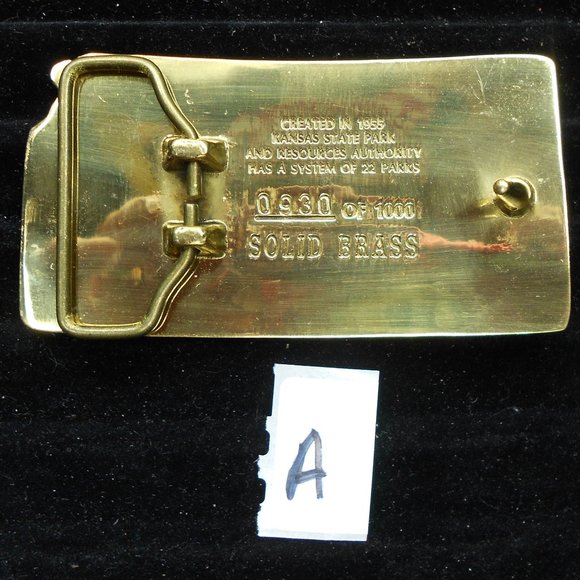 CREATED IN 1955
KANSAS STATE PARK
AND RESOURCES AUTHORITY
HAS A SYSTEM OF 22 PARKS
0930 OF 1000
SOLID BRASS
A